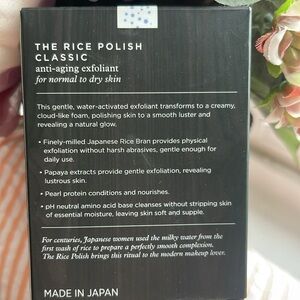 THE RICE POLISH
CLASSIC
anti-aging exfoliant
for normal to dry skin
This gentle, water-activated exfoliant transforms to a creamy,
cloud-like foam, polishing skin to a smooth luster and
revealing a natural glow.
• Finely-milled Japanese Rice Bran provides physical
exfoliation without harsh abrasives, gentle enough for
daily use.
• Papaya extracts provide gentle exfoliation, revealing
lustrous skin.
• Pearl protein conditions and nourishes.
• pH neutral amino acid base cleanses without stripping skin
of essential moisture, leaving skin soft and supple.
For centuries, Japanese women used the milky water from the
first wash of rice to prepare a perfectly smooth complexion.
The Rice Polish brings this ritual to the modern makeup lover.
MADE IN JAPAN